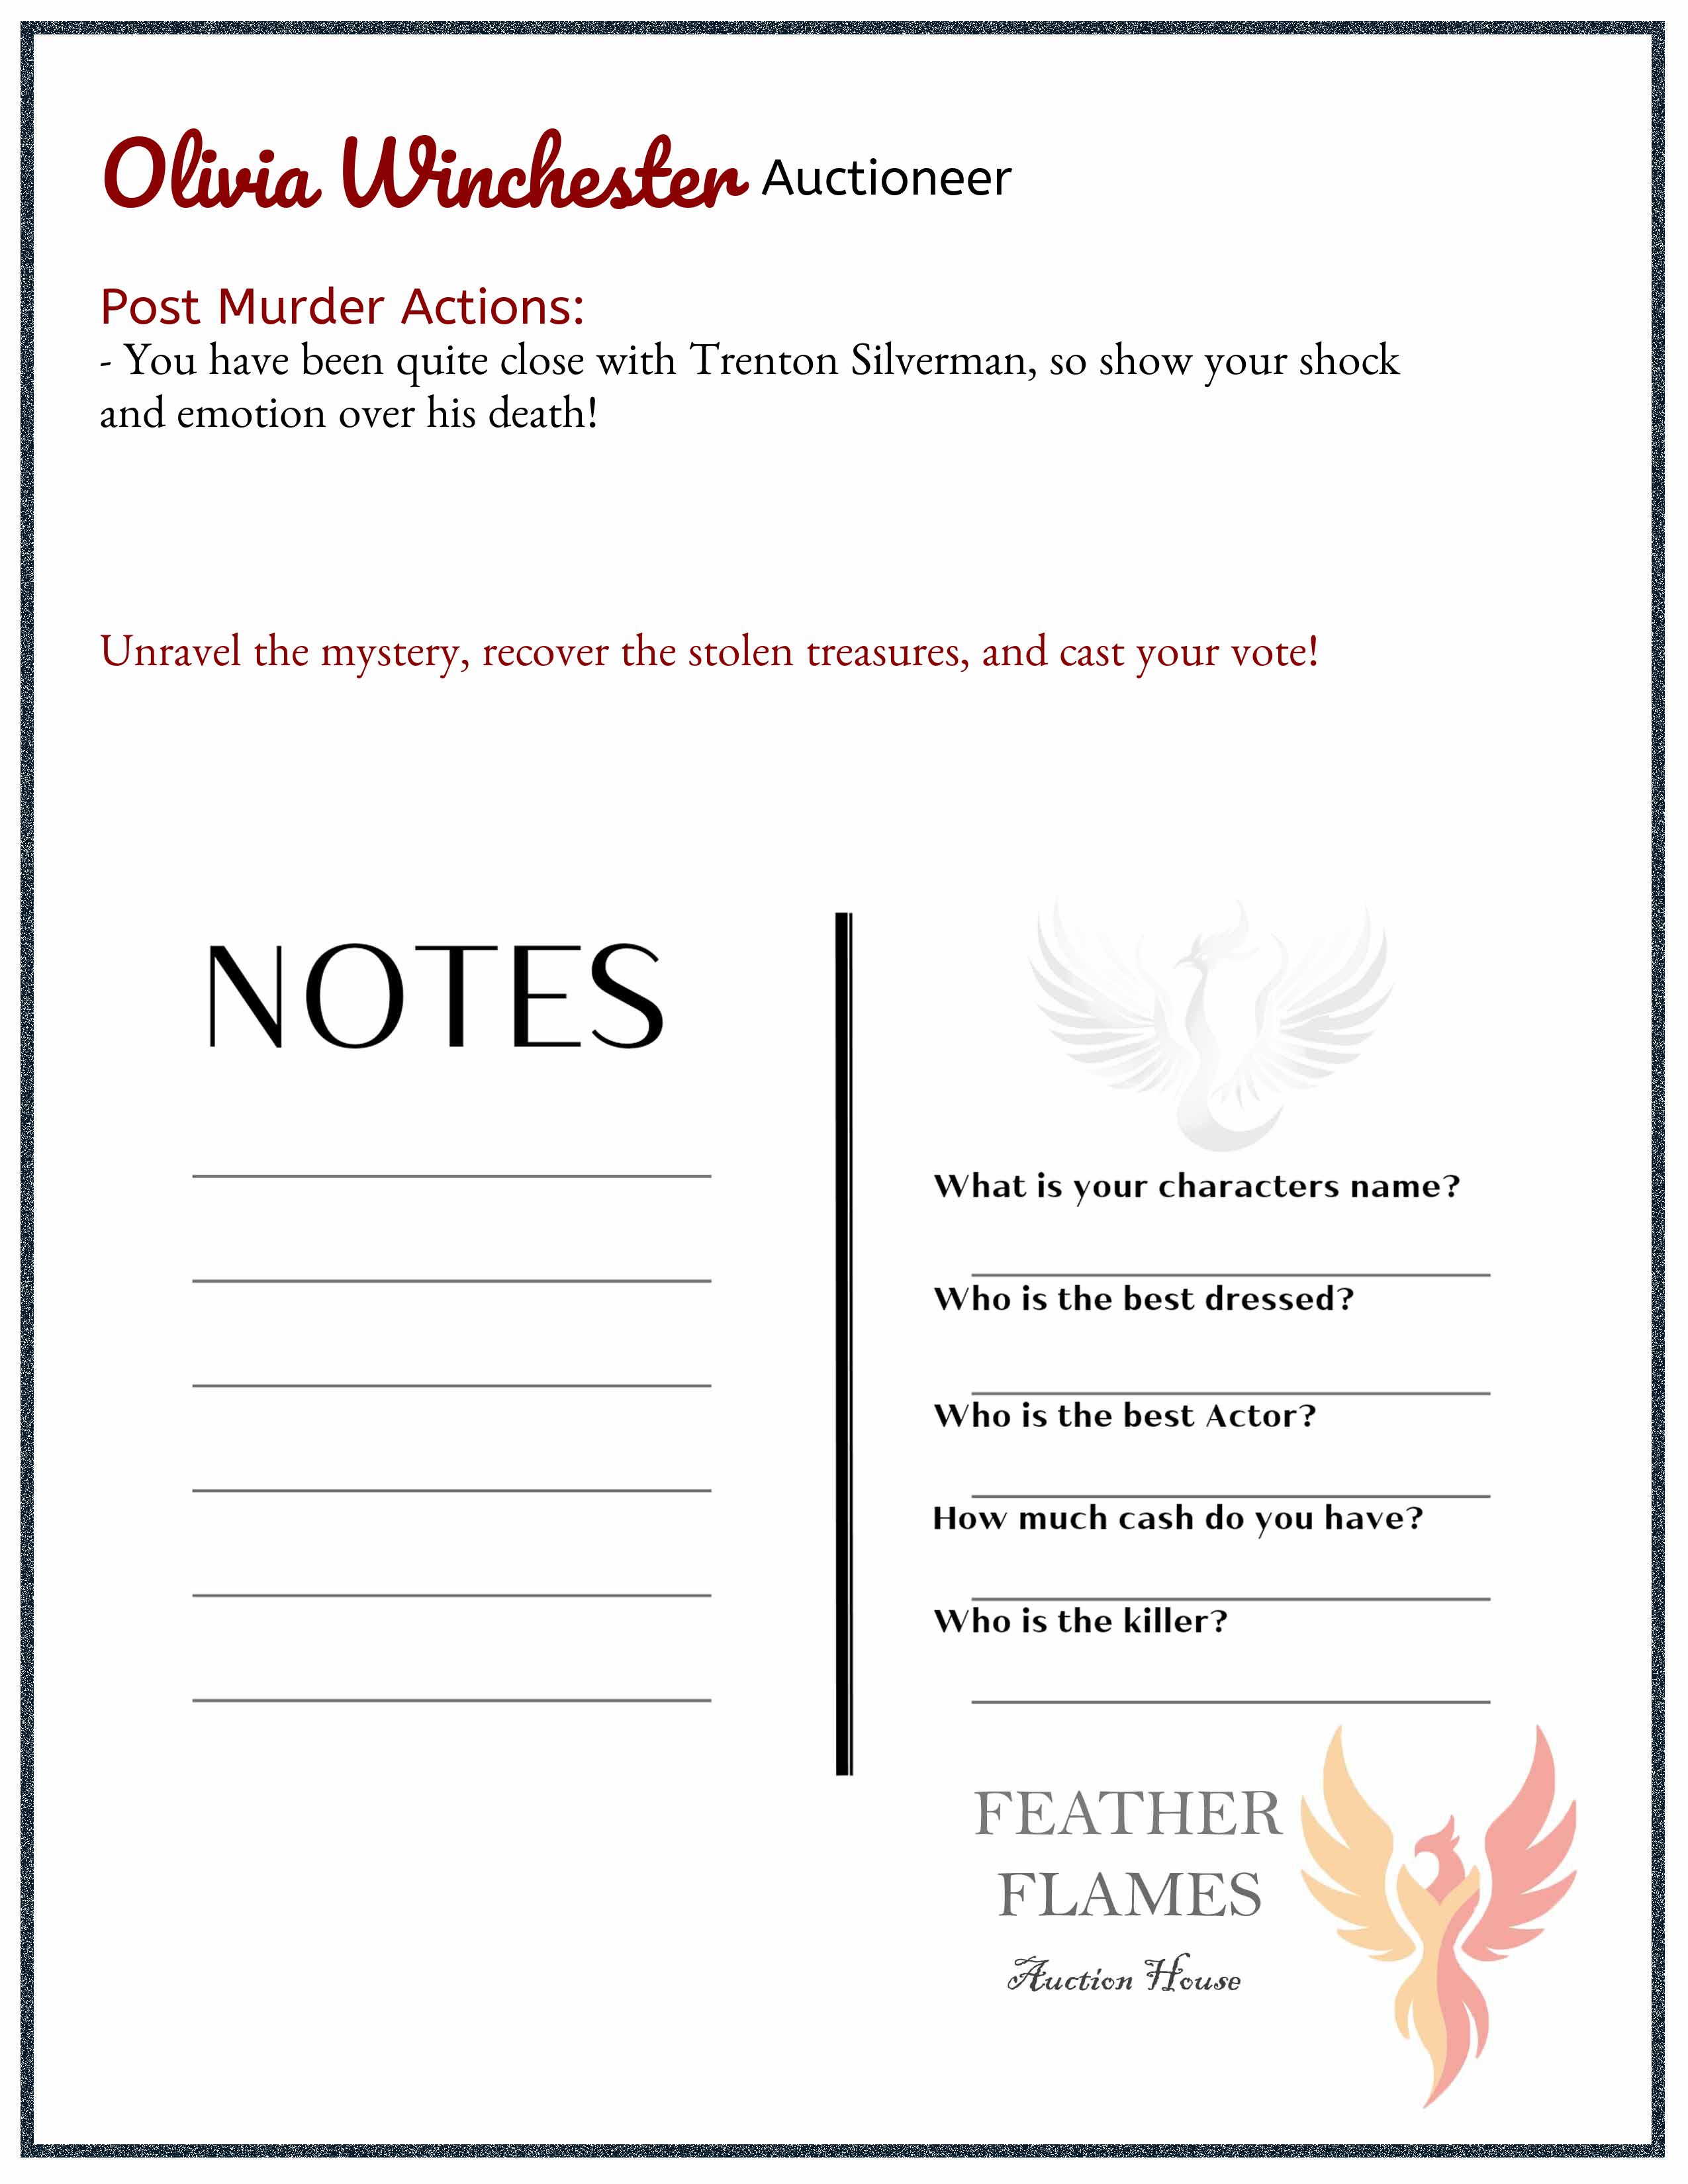 Olivia Winchester Auctioneer
Post Murder Actions:
- You have been quite close with Trenton Silverman, so show your shock
and emotion over his death!
Unravel the mystery, recover the stolen treasures, and cast your vote!
NOTES
What is your characters name?
Who is the best dressed?
Who is the best Actor?
How much cash do you have?
Who is the killer?
FEATHER
FLAMES
Auction House